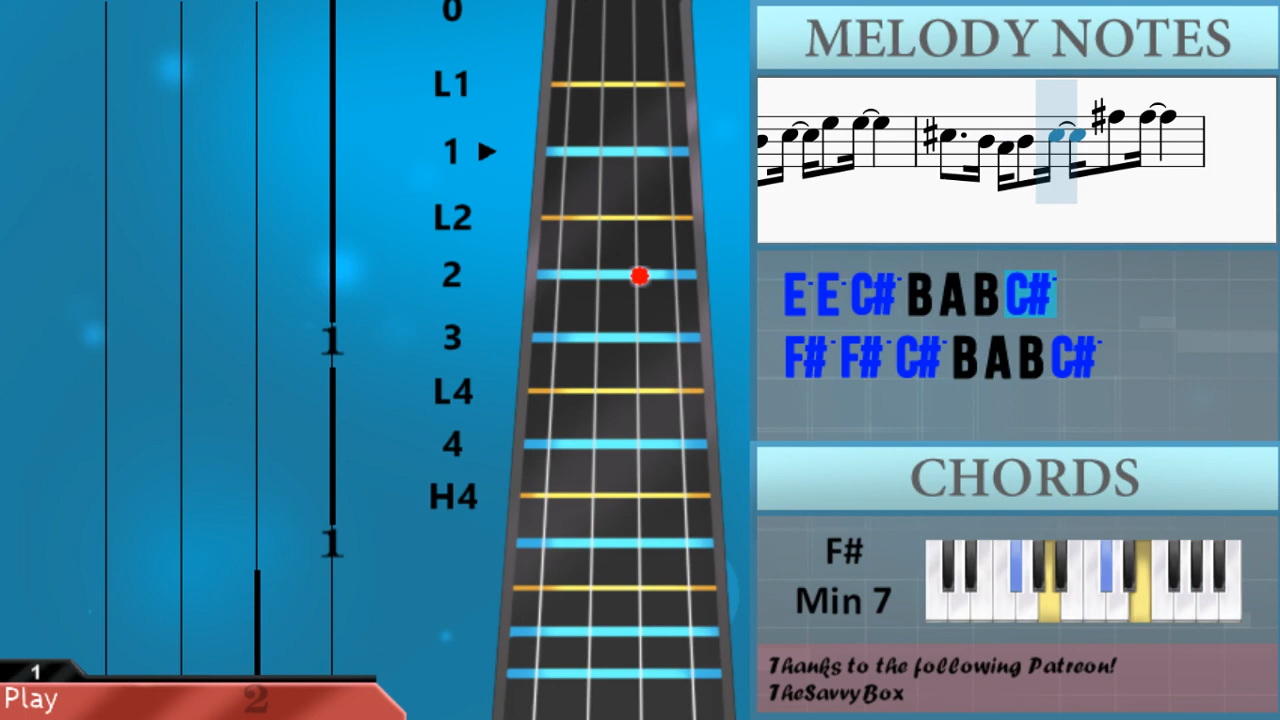 0
L1
1 ►
L2
2
3
L4
4
H4
1
1
1
Play
2
MELODY NOTES
E E C# B A B C#
F# F# C# B A B C#
CHORDS
F#
Min 7
Thanks to the following Patreon!
TheSavvyBox